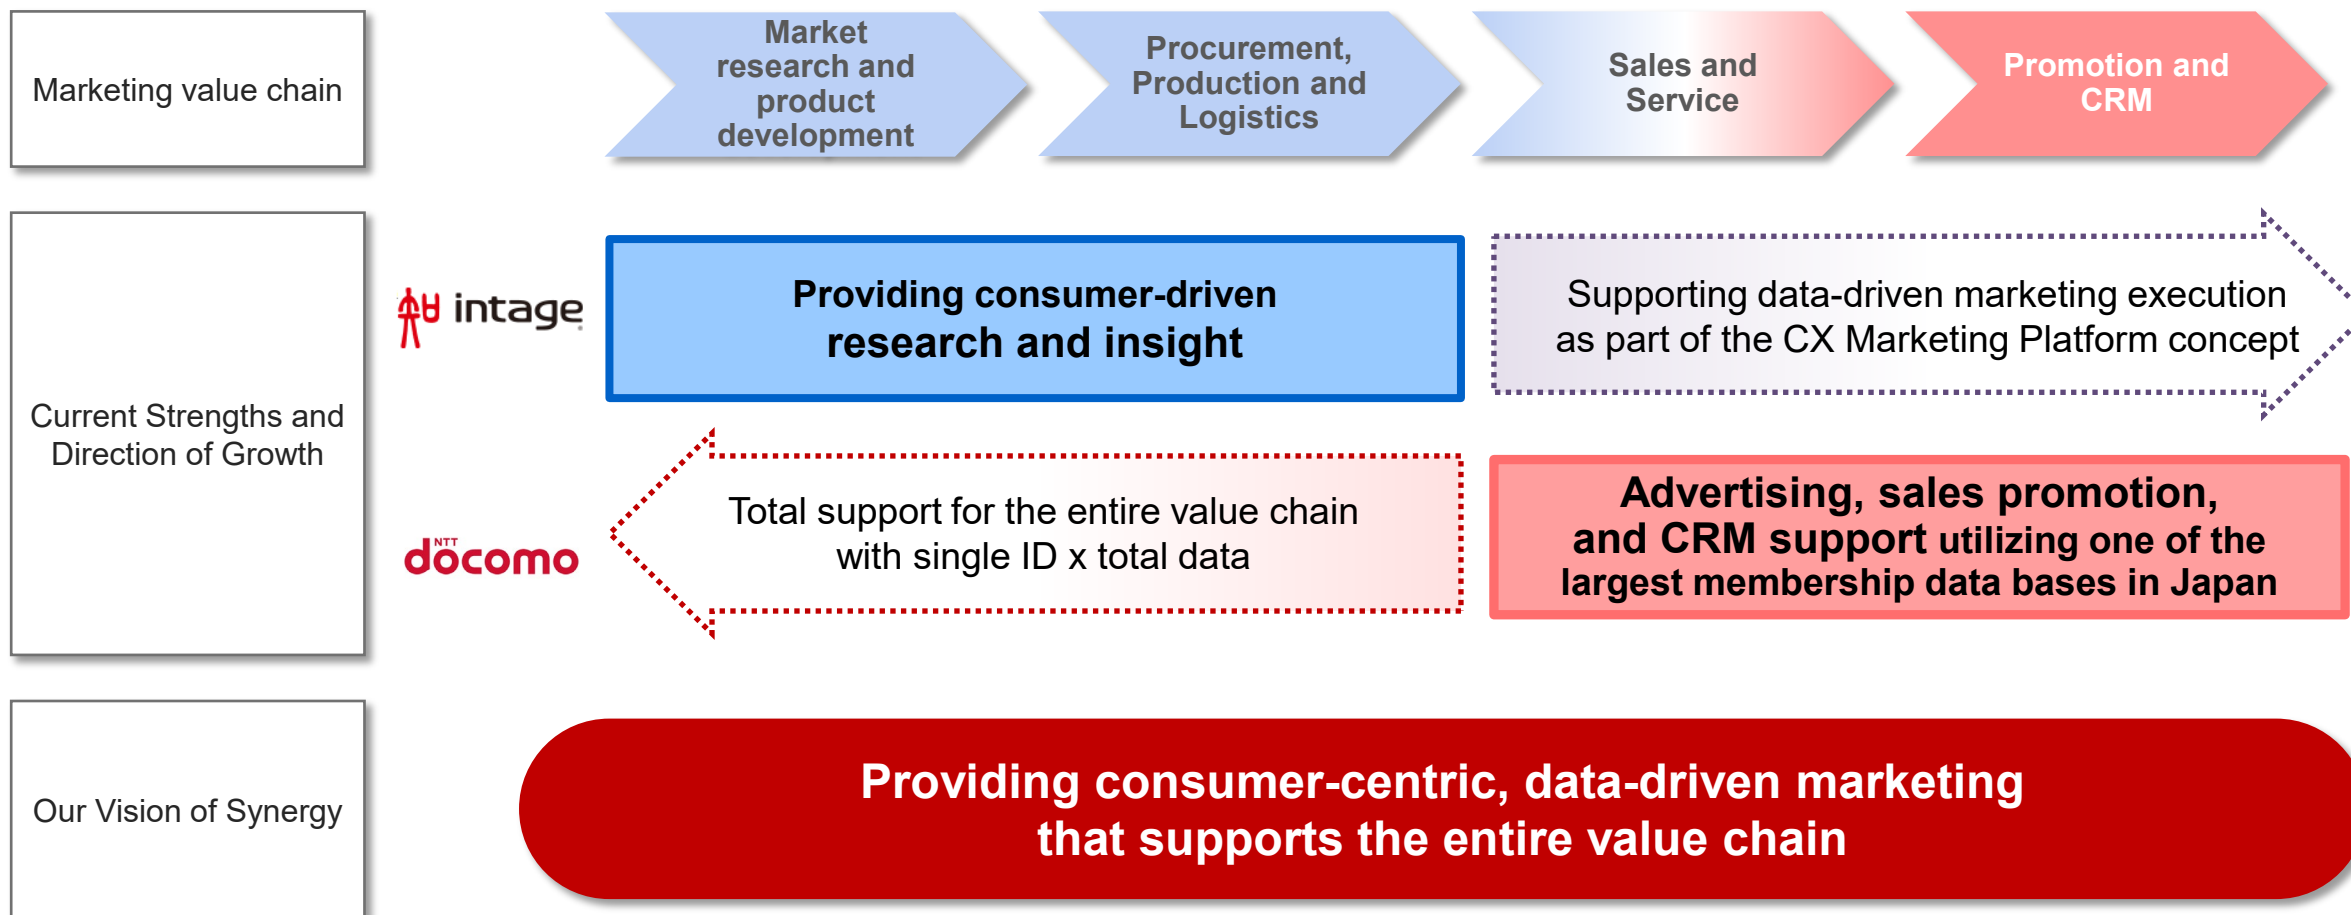 Marketing value chain
Market
research and
product
development
Procurement,
Production and
Logistics
Sales and
Service
Promotion and
CRM
Current Strengths and
Direction of Growth
intage
Providing consumer-driven
research and insight
Supporting data-driven marketing execution
as part of the CX Marketing Platform concept
NTT
döcomo
Total support for the entire value chain
with single ID x total data
Advertising, sales promotion,
and CRM support utilizing one of the
largest membership data bases in Japan
Our Vision of Synergy
Providing consumer-centric, data-driven marketing
that supports the entire value chain